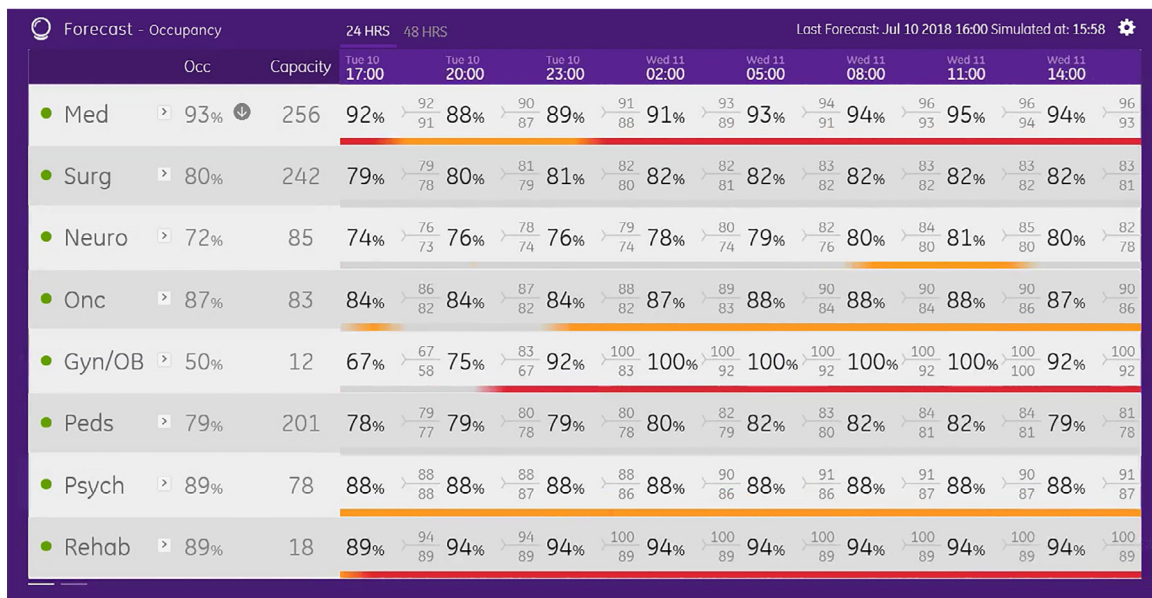 Forecast - Occupancy 24 HRS 48 HRS Last Forecast: Jul 10 2018 16:00 Simulated at: 15:58
Occ Capacity Tue 10 17:00 Tue 10 20:00 Tue 10 23:00 Wed 11 02:00 Wed 11 05:00 Wed 11 08:00 Wed 11 11:00 Wed 11 14:00
Med > 93% 256 92% 92 91 88% 90 87 89% 91 88 91% 93 89 93% 94 91 94% 96 93 95% 96 94 94% 96 93
Surg > 80% 242 79% 79 78 80% 81 79 81% 82 80 82% 82 81 82% 83 82 82% 83 82 82% 83 82 82% 83 81
Neuro > 72% 85 74% 76 73 76% 78 74 76% 79 74 78% 80 74 79% 82 76 80% 84 80 81% 85 80 80% 82 78
Onc > 87% 83 84% 86 82 84% 87 82 84% 88 82 87% 89 83 88% 90 84 88% 90 84 88% 90 86 87% 90 86
Gyn/OB > 50% 12 67% 67 58 75% 83 67 92% 100 83 100% 100 92 100% 100 92 100% 100 92 100% 100 100 92% 100 92
Peds > 79% 201 78% 79 77 79% 80 78 79% 80 78 80% 82 79 82% 83 80 82% 84 81 82% 84 81 79% 81 78
Psych > 89% 78 88% 88 88 88% 88 87 88% 88 86 88% 90 86 88% 91 86 88% 91 87 88% 90 87 88% 91 87
Rehab > 89% 18 89% 94 89 94% 94 89 94% 100 89 94% 100 89 94% 100 89 94% 100 89 94% 100 89 94% 100 89